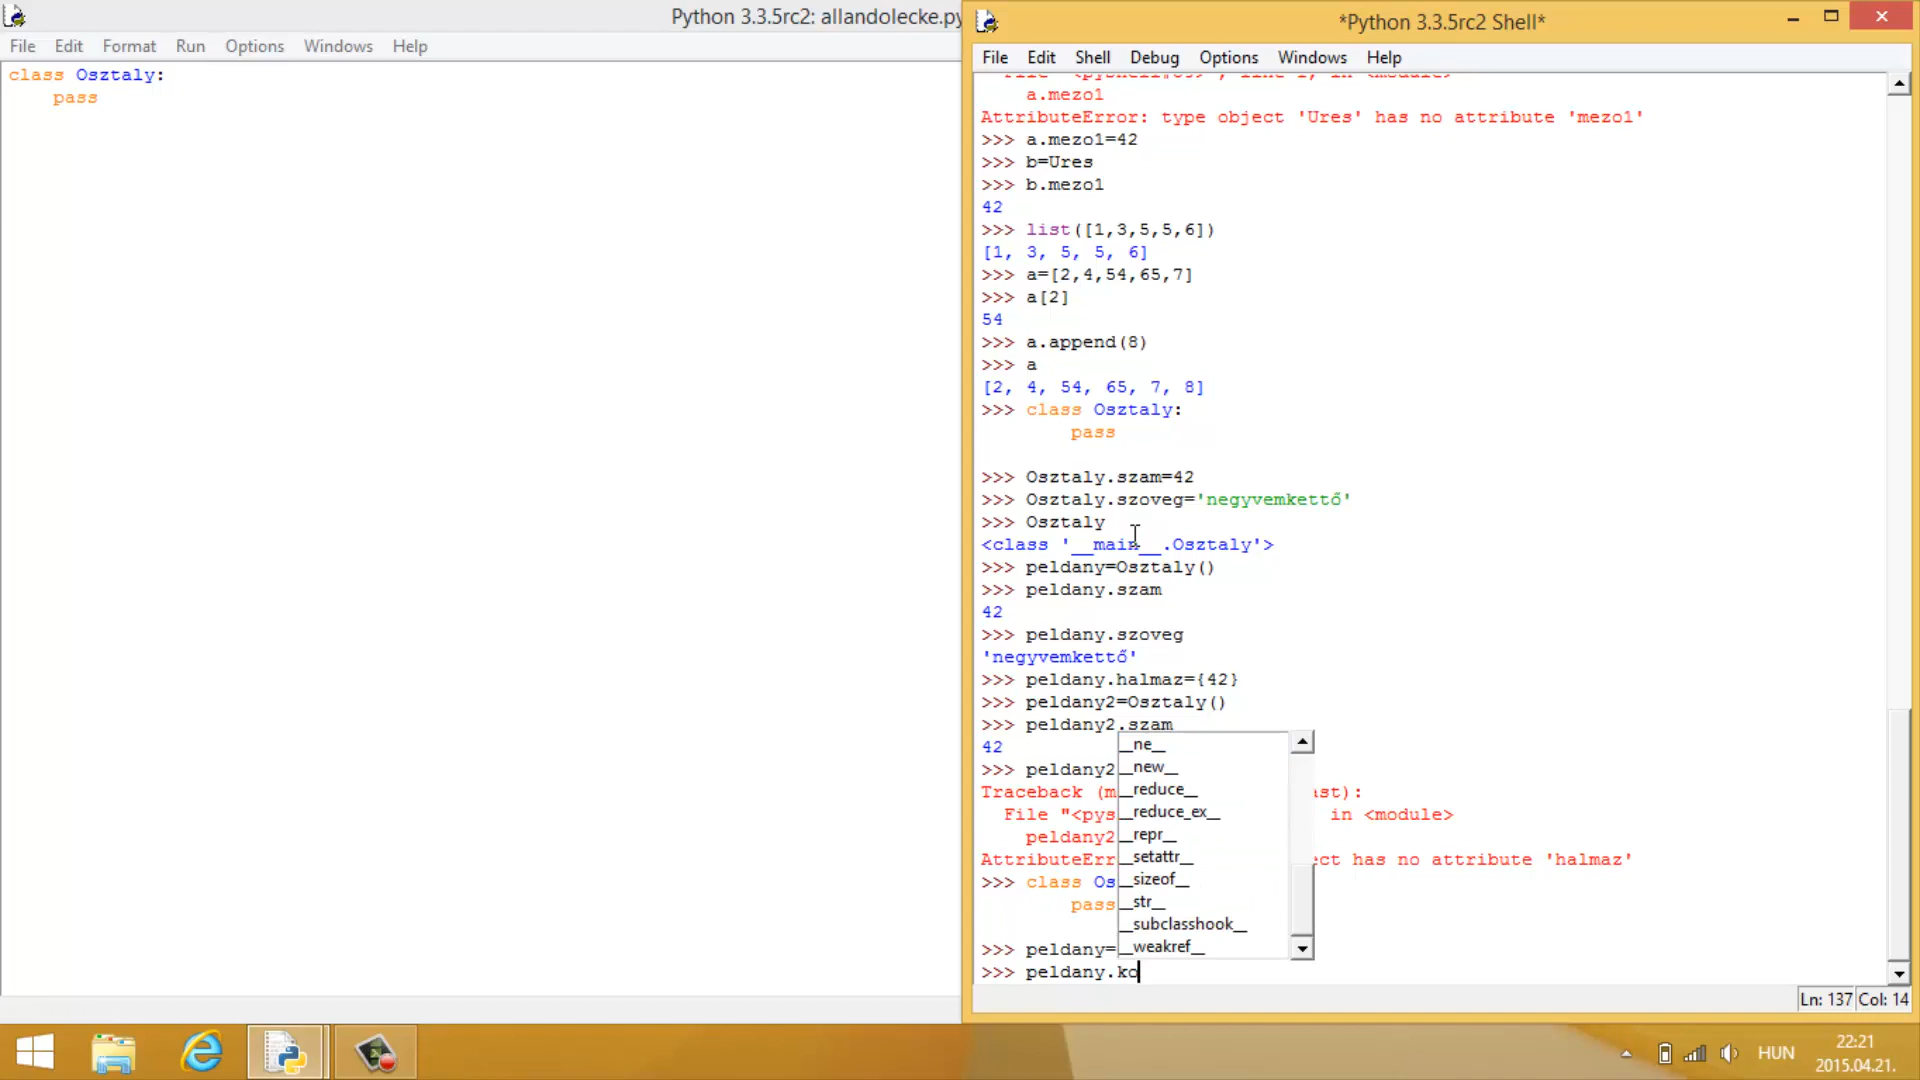 Python 3.3.5rc2: allandolecke.py
File Edit Format Run Options Windows Help
class Osztaly:
    pass
*Python 3.3.5rc2 Shell*
File Edit Shell Debug Options Windows Help
a.mezo1
AttributeError: type object 'Ures' has no attribute 'mezo1'
>>> a.mezo1=42
>>> b=Ures
>>> b.mezo1
42
>>> list([1,3,5,5,6])
[1, 3, 5, 5, 6]
>>> a=[2,4,54,65,7]
>>> a[2]
54
>>> a.append(8)
>>> a
[2, 4, 54, 65, 7, 8]
>>> class Osztaly:
        pass
>>> Osztaly.szam=42
>>> Osztaly.szoveg='negyvemkettő'
>>> Osztaly
<class '__main__.Osztaly'>
>>> peldany=Osztaly()
>>> peldany.szam
42
>>> peldany.szoveg
'negyvemkettő'
>>> peldany.halmaz={42}
>>> peldany2=Osztaly()
>>> peldany2.szam
42
>>> peldany2
Traceback (m ast):
  File "<pys in <module>
    peldany2
AttributeErr ct has no attribute 'halmaz'
>>> class Os
        pass
>>> peldany=
>>> peldany.ko
__ne__
__new__
__reduce__
__reduce_ex__
__repr__
__setattr__
__sizeof__
__str__
__subclasshook__
__weakref__
Ln: 137 Col: 14
HUN
22:21
2015.04.21.